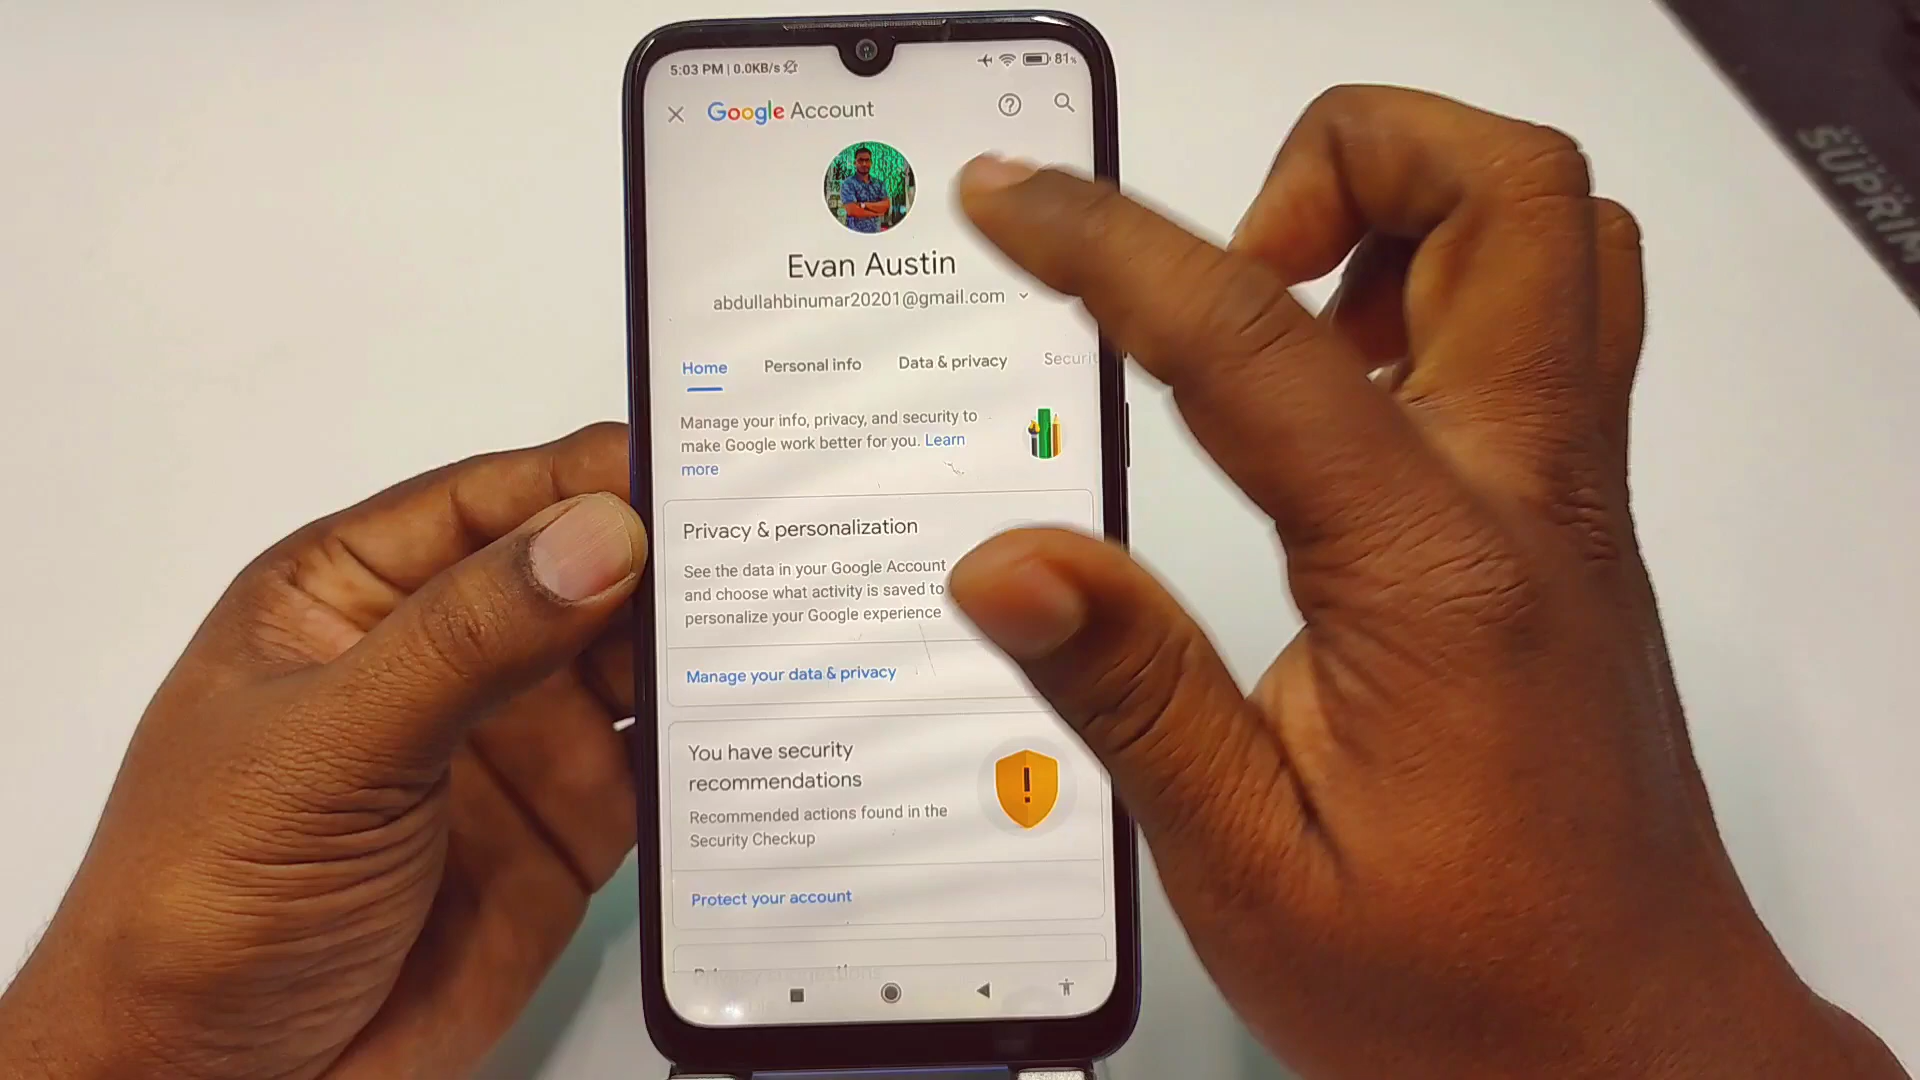 5:03 PM | 0.0KB/s
81%
Google Account
Evan Austin
abdullahbinumar20201@gmail.com
Home Personal info Data & privacy Securit
Manage your info, privacy, and security to
make Google work better for you. Learn
more
Privacy & personalization
See the data in your Google Account
and choose what activity is saved to
personalize your Google experience
Manage your data & privacy
You have security
recommendations
Recommended actions found in the
Security Checkup
Protect your account
SUPRIM